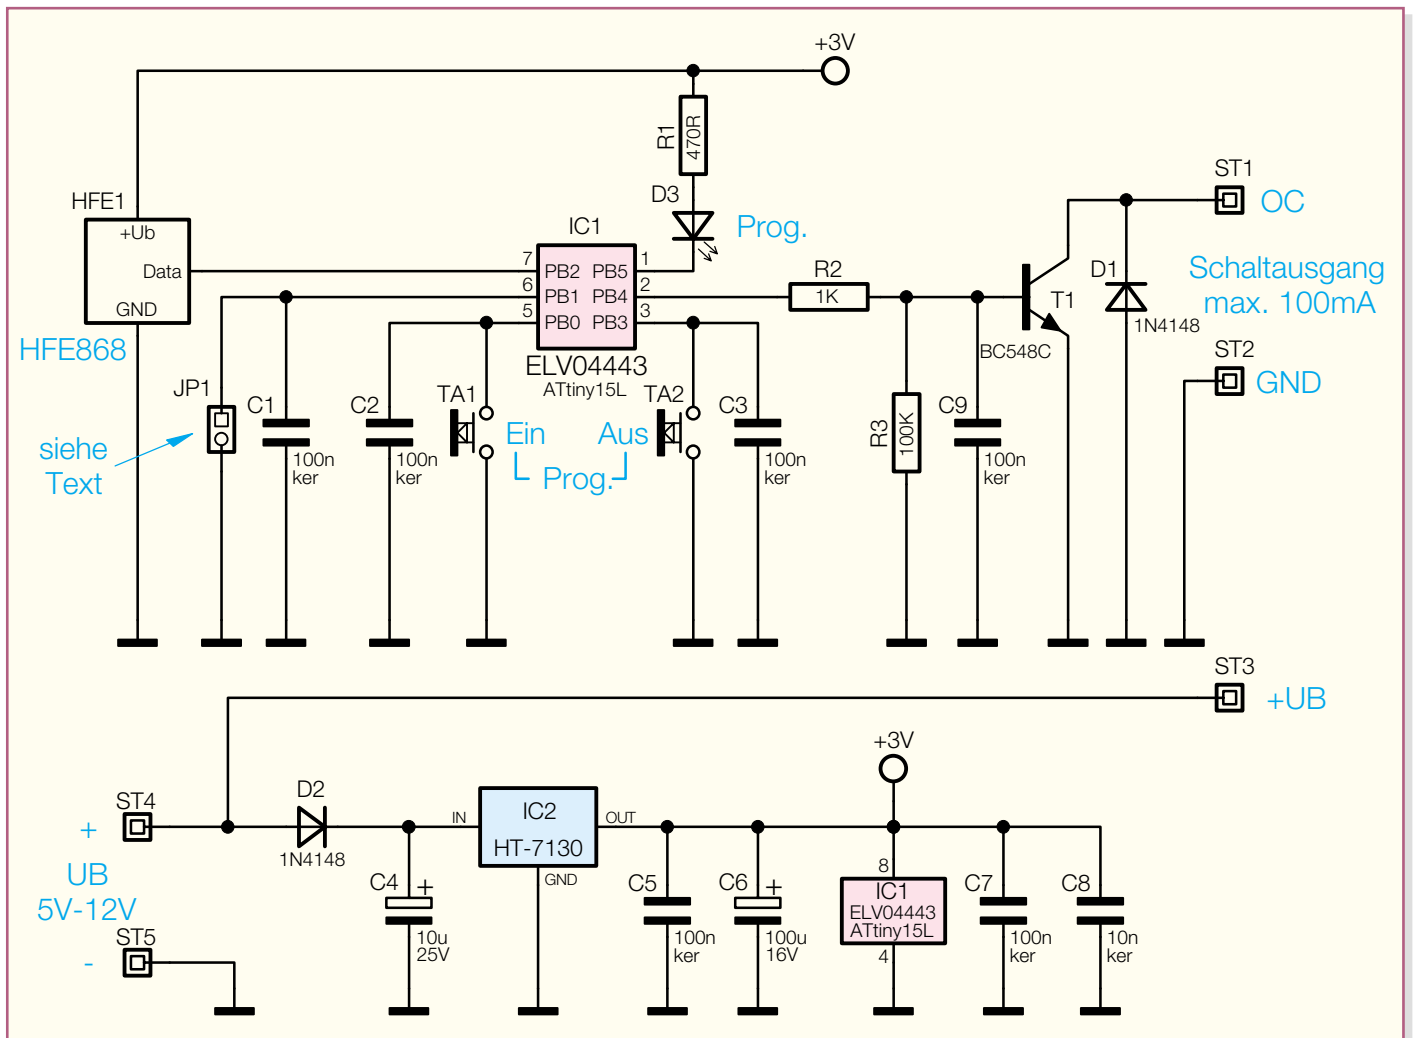 +3V
R1
470R
D3
Prog.
HFE1
+Ub
Data
GND
HFE868
IC1
7
PB2
PB5
1
6
PB1
PB4
2
5
PB0
PB3
3
ELV04443
ATtiny15L
R2
1K
T1
BC548C
D1
1N4148
ST1
OC
Schaltausgang
max. 100mA
ST2
GND
JP1
siehe
Text
C1
100n
ker
C2
100n
ker
TA1
Ein
Aus
Prog.
TA2
C3
100n
ker
R3
100K
C9
100n
ker
ST3
+UB
+3V
ST4
+
UB
5V-12V
ST5
-
D2
1N4148
C4
+
10u
25V
IN
IC2
HT-7130
OUT
GND
C5
100n
ker
C6
+
100u
16V
8
IC1
ELV04443
ATtiny15L
4
C7
100n
ker
C8
10n
ker